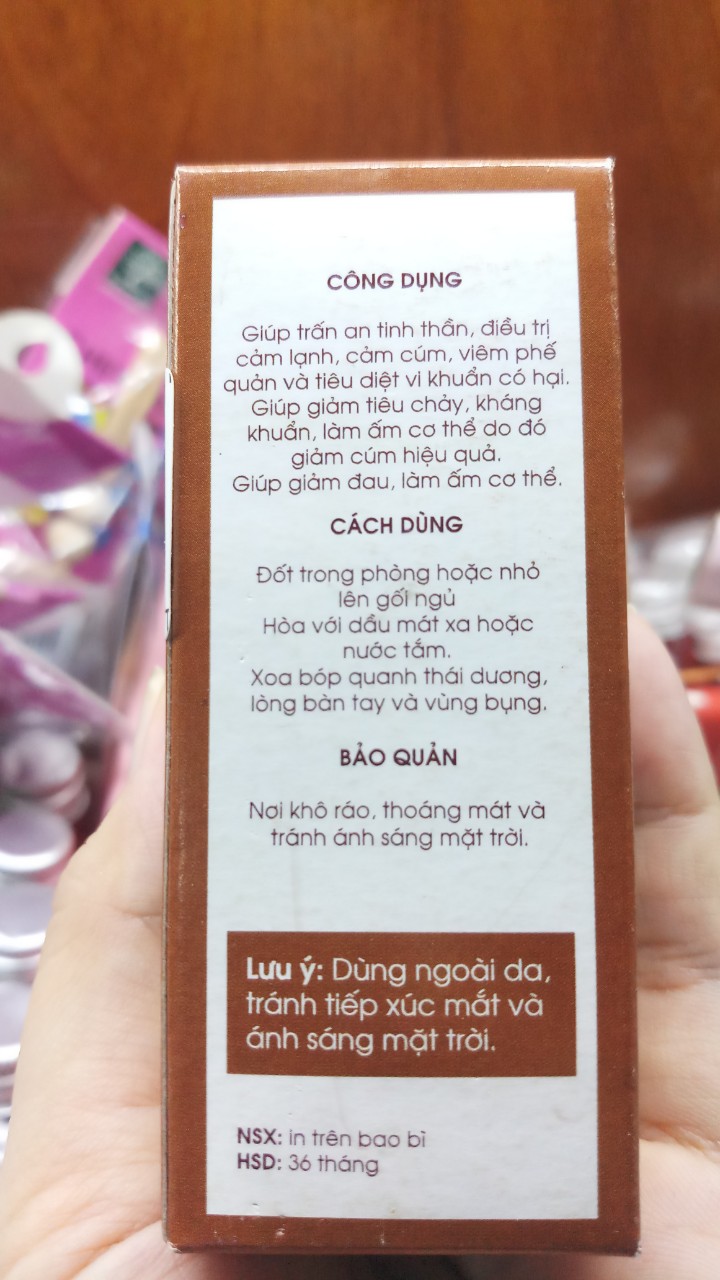 CÔNG DỤNG
Giúp trấn an tinh thần, điều trị
cảm lạnh, cảm cúm, viêm phế
quản và tiêu diệt vi khuẩn có hại.
Giúp giảm tiêu chảy, kháng
khuẩn, làm ấm cơ thể do đó
giảm cúm hiệu quả.
Giúp giảm đau, làm ấm cơ thể.
CÁCH DÙNG
Đốt trong phòng hoặc nhỏ
lên gối ngủ
Hòa với dầu mát xa hoặc
nước tắm.
Xoa bóp quanh thái dương,
lòng bàn tay và vùng bụng.
BẢO QUẢN
Nơi khô ráo, thoáng mát và
tránh ánh sáng mặt trời.
Lưu ý: Dùng ngoài da,
tránh tiếp xúc mắt và
ánh sáng mặt trời.
NSX: in trên bao bì
HSD: 36 tháng